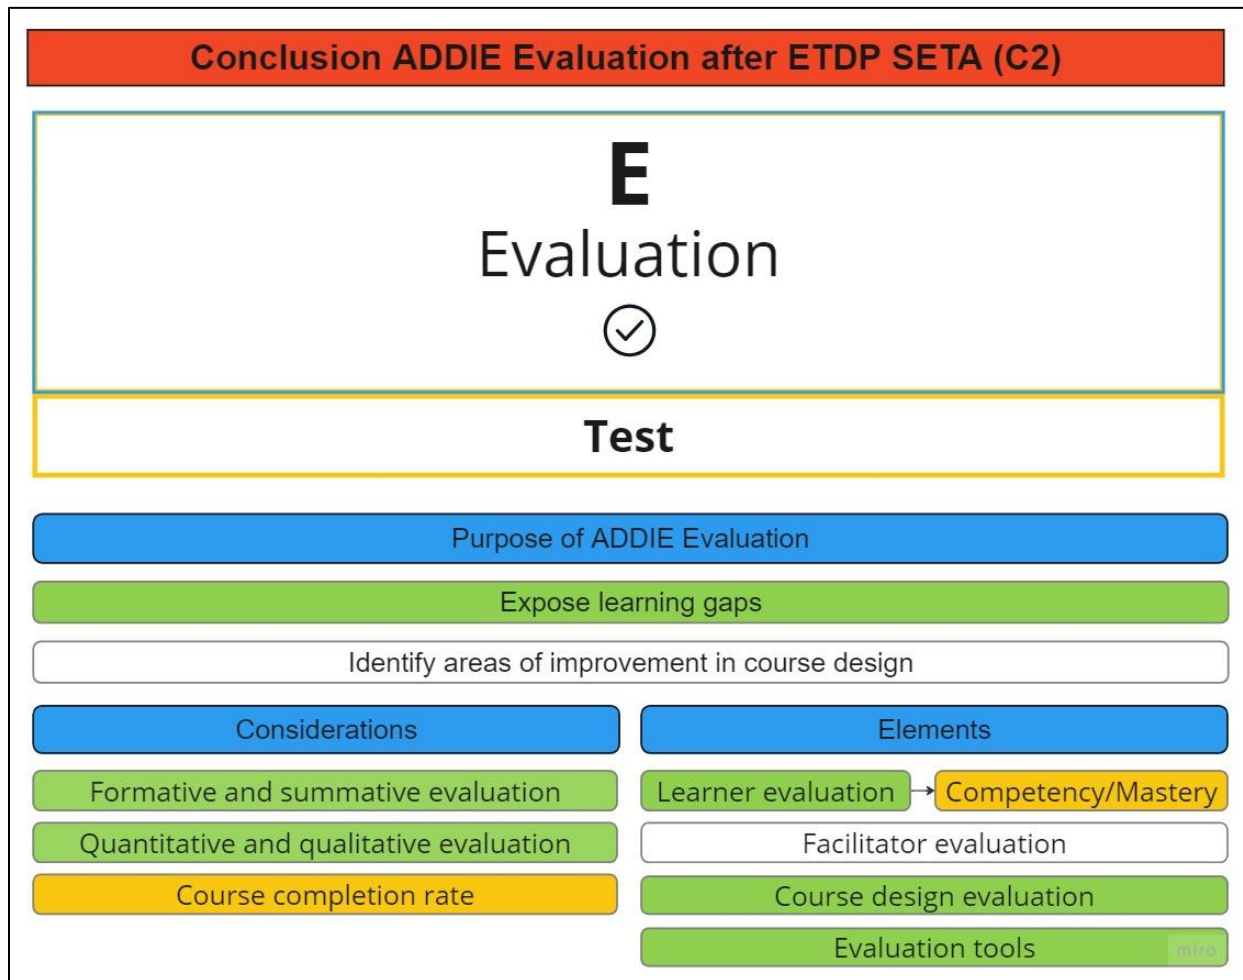 Conclusion ADDIE Evaluation after ETDP SETA (C2)
E
Evaluation
Test
Purpose of ADDIE Evaluation
Expose learning gaps
Identify areas of improvement in course design
Considerations
Formative and summative evaluation
Quantitative and qualitative evaluation
Course completion rate
Elements
Learner evaluation
Competency/Mastery
Facilitator evaluation
Course design evaluation
Evaluation tools
miro